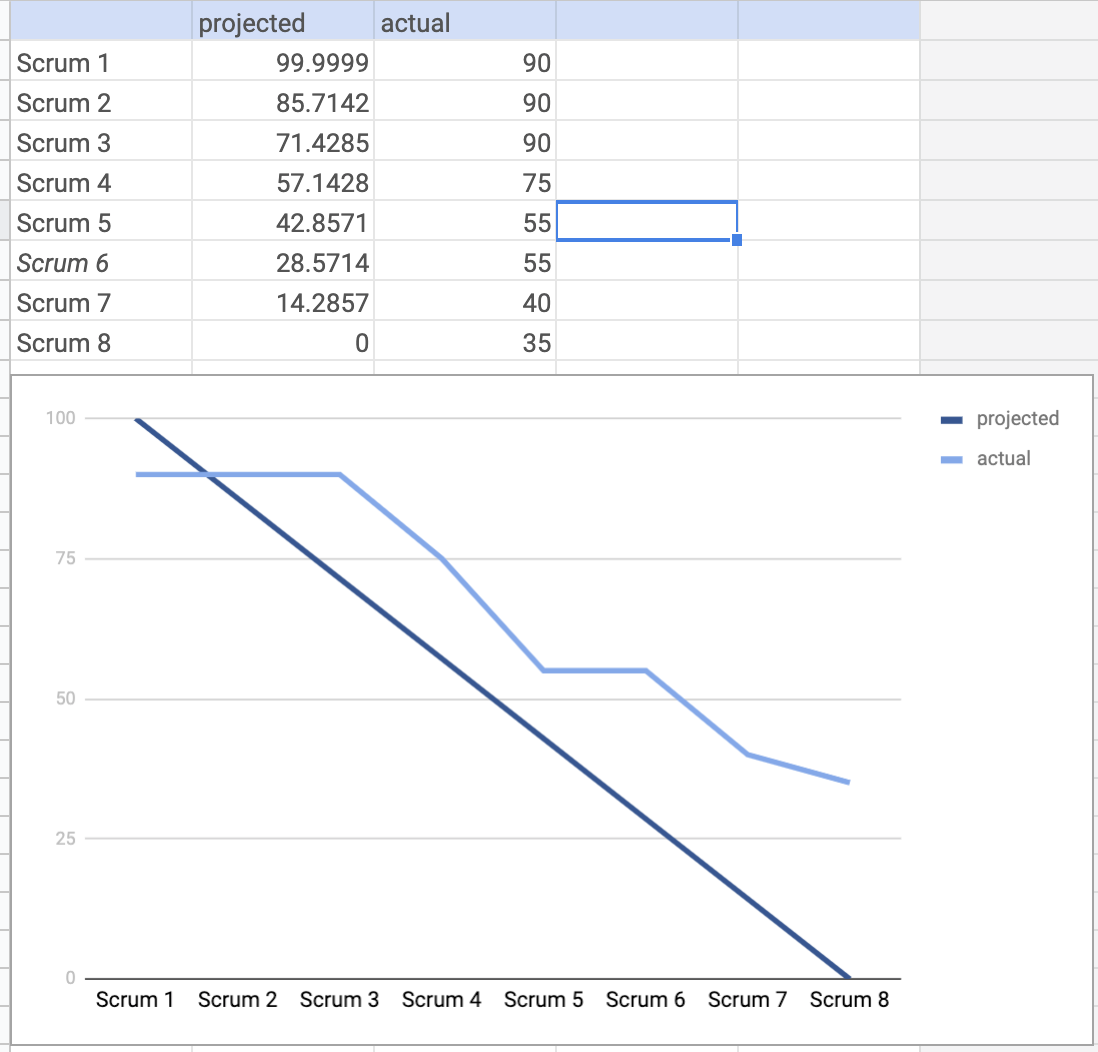 projected actual
Scrum 1 99.9999 90
Scrum 2 85.7142 90
Scrum 3 71.4285 90
Scrum 4 57.1428 75
Scrum 5 42.8571 55
Scrum 6 28.5714 55
Scrum 7 14.2857 40
Scrum 8 0 35
100
75
50
25
0
projected
actual
Scrum 1 Scrum 2 Scrum 3 Scrum 4 Scrum 5 Scrum 6 Scrum 7 Scrum 8